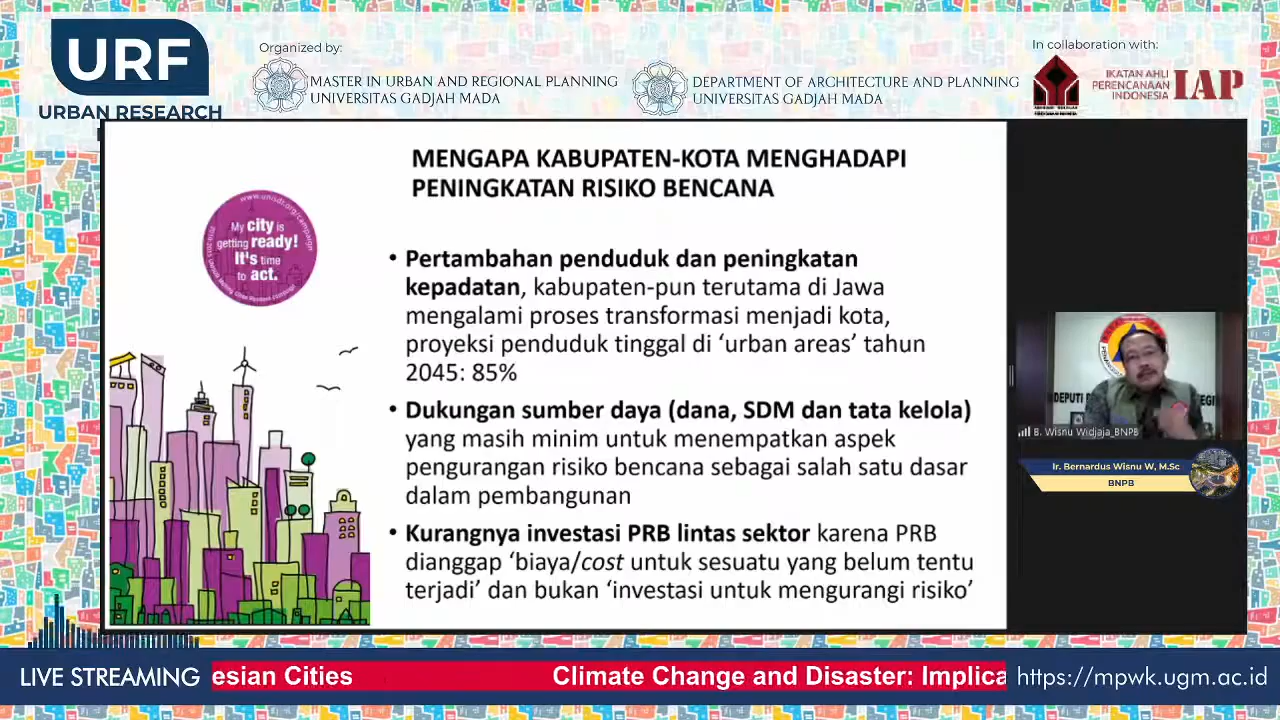 URF
URBAN RESEARCH
Organized by:
MASTER IN URBAN AND REGIONAL PLANNING
UNIVERSITAS GADJAH MADA
DEPARTMENT OF ARCHITECTURE AND PLANNING
UNIVERSITAS GADJAH MADA
In collaboration with:
IKATAN AHLI
PERENCANAAN
INDONESIA
IAP
MENGAPA KABUPATEN-KOTA MENGHADAPI
PENINGKATAN RISIKO BENCANA
www.unisdr.org/campaign
My city is
getting ready!
It's time
to act.
• Pertambahan penduduk dan peningkatan
kepadatan, kabupaten-pun terutama di Jawa
mengalami proses transformasi menjadi kota,
proyeksi penduduk tinggal di ‘urban areas’ tahun
2045: 85%
• Dukungan sumber daya (dana, SDM dan tata kelola)
yang masih minim untuk menempatkan aspek
pengurangan risiko bencana sebagai salah satu dasar
dalam pembangunan
• Kurangnya investasi PRB lintas sektor karena PRB
dianggap ‘biaya/cost untuk sesuatu yang belum tentu
terjadi’ dan bukan ‘investasi untuk mengurangi risiko’
DEPUTI
B. Wisnu Widjaja_BNPB
Ir. Bernardus Wisnu W, M.Sc
BNPB
LIVE STREAMING
esian Cities
Climate Change and Disaster: Implica
https://mpwk.ugm.ac.id